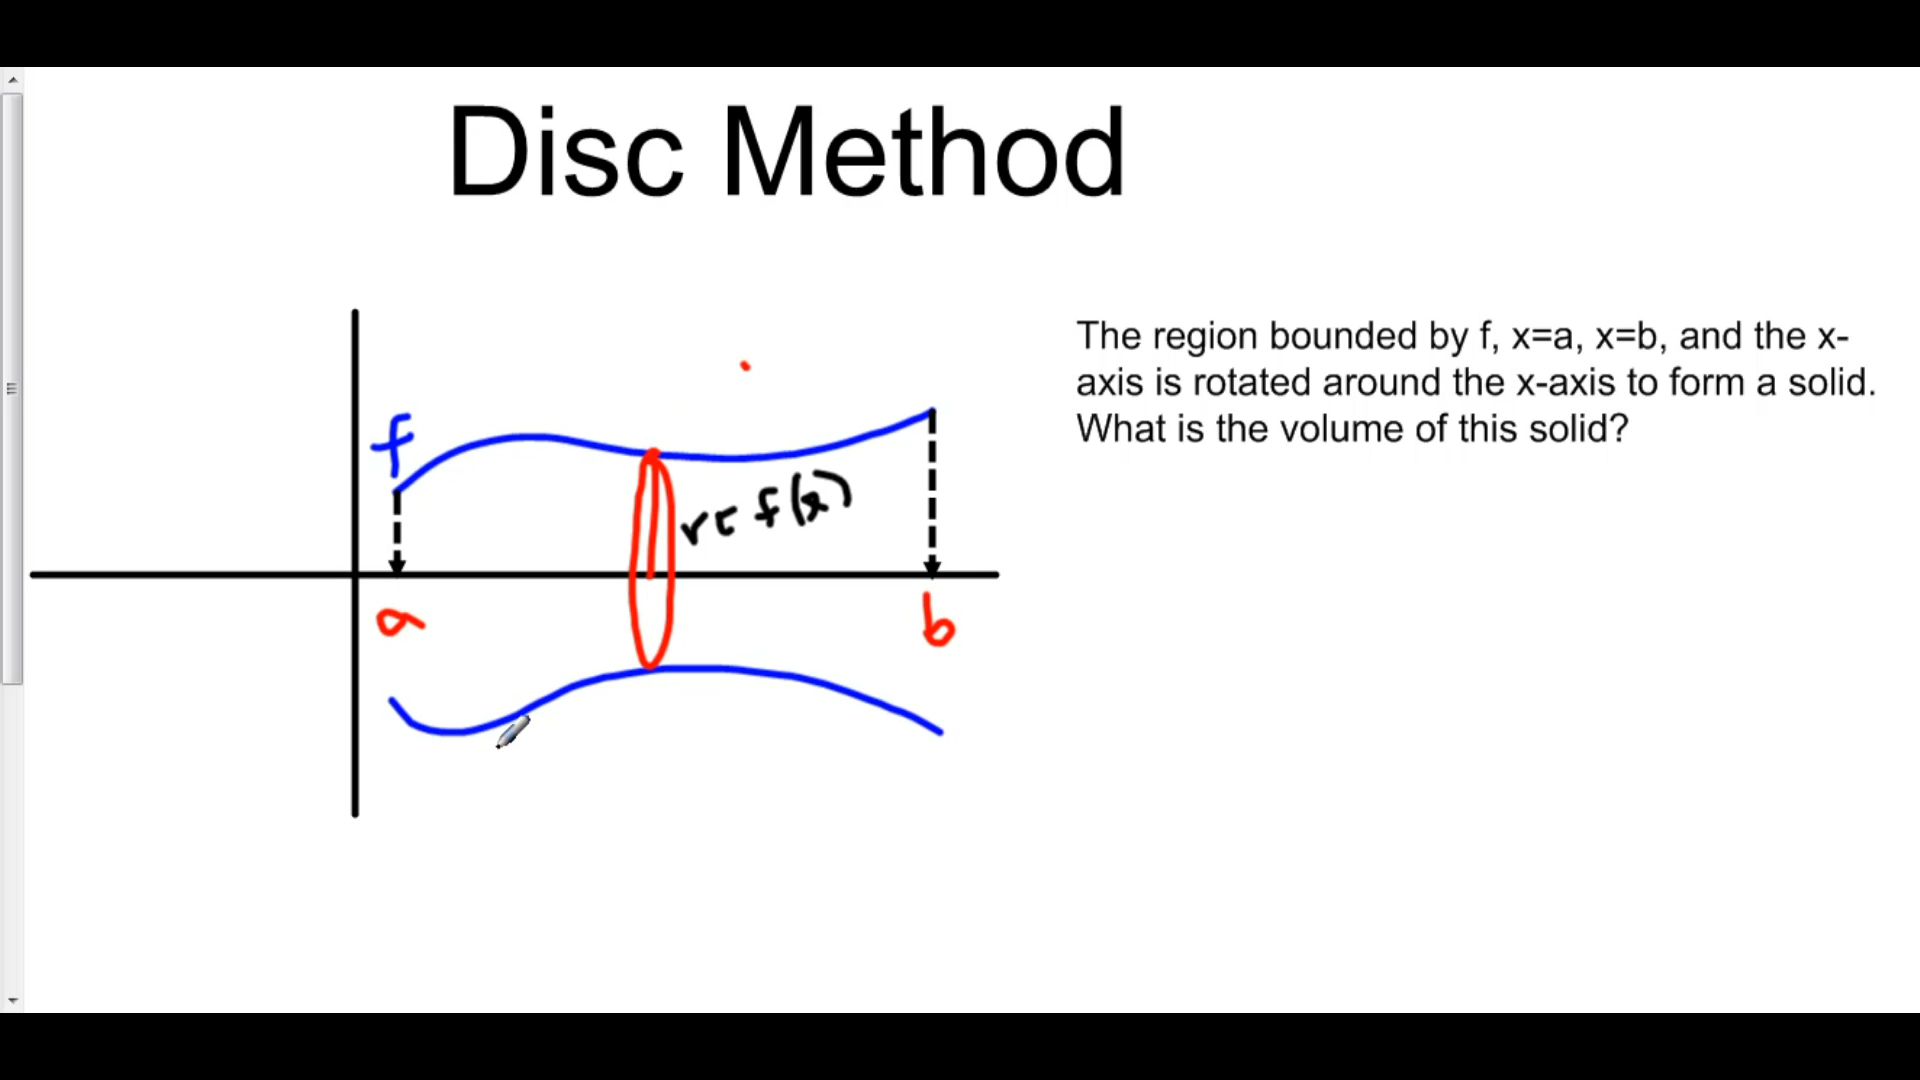 Disc Method
The region bounded by f, x=a, x=b, and the x-
axis is rotated around the x-axis to form a solid.
What is the volume of this solid?
f
r = f(x)
a
b